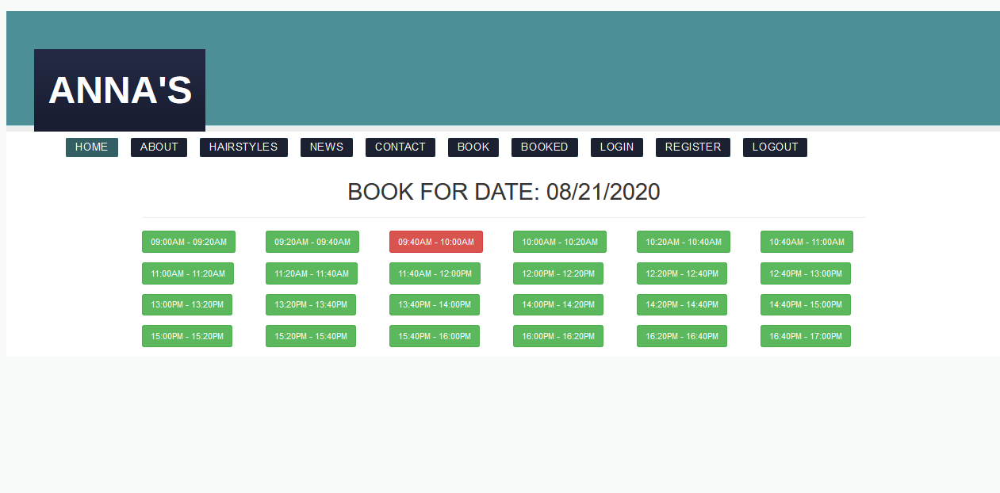 ANNA'S
HOME ABOUT HAIRSTYLES NEWS CONTACT BOOK BOOKED LOGIN REGISTER LOGOUT
BOOK FOR DATE: 08/21/2020
09:00AM - 09:20AM 09:20AM - 09:40AM 09:40AM - 10:00AM 10:00AM - 10:20AM 10:20AM - 10:40AM 10:40AM - 11:00AM
11:00AM - 11:20AM 11:20AM - 11:40AM 11:40AM - 12:00PM 12:00PM - 12:20PM 12:20PM - 12:40PM 12:40PM - 13:00PM
13:00PM - 13:20PM 13:20PM - 13:40PM 13:40PM - 14:00PM 14:00PM - 14:20PM 14:20PM - 14:40PM 14:40PM - 15:00PM
15:00PM - 15:20PM 15:20PM - 15:40PM 15:40PM - 16:00PM 16:00PM - 16:20PM 16:20PM - 16:40PM 16:40PM - 17:00PM